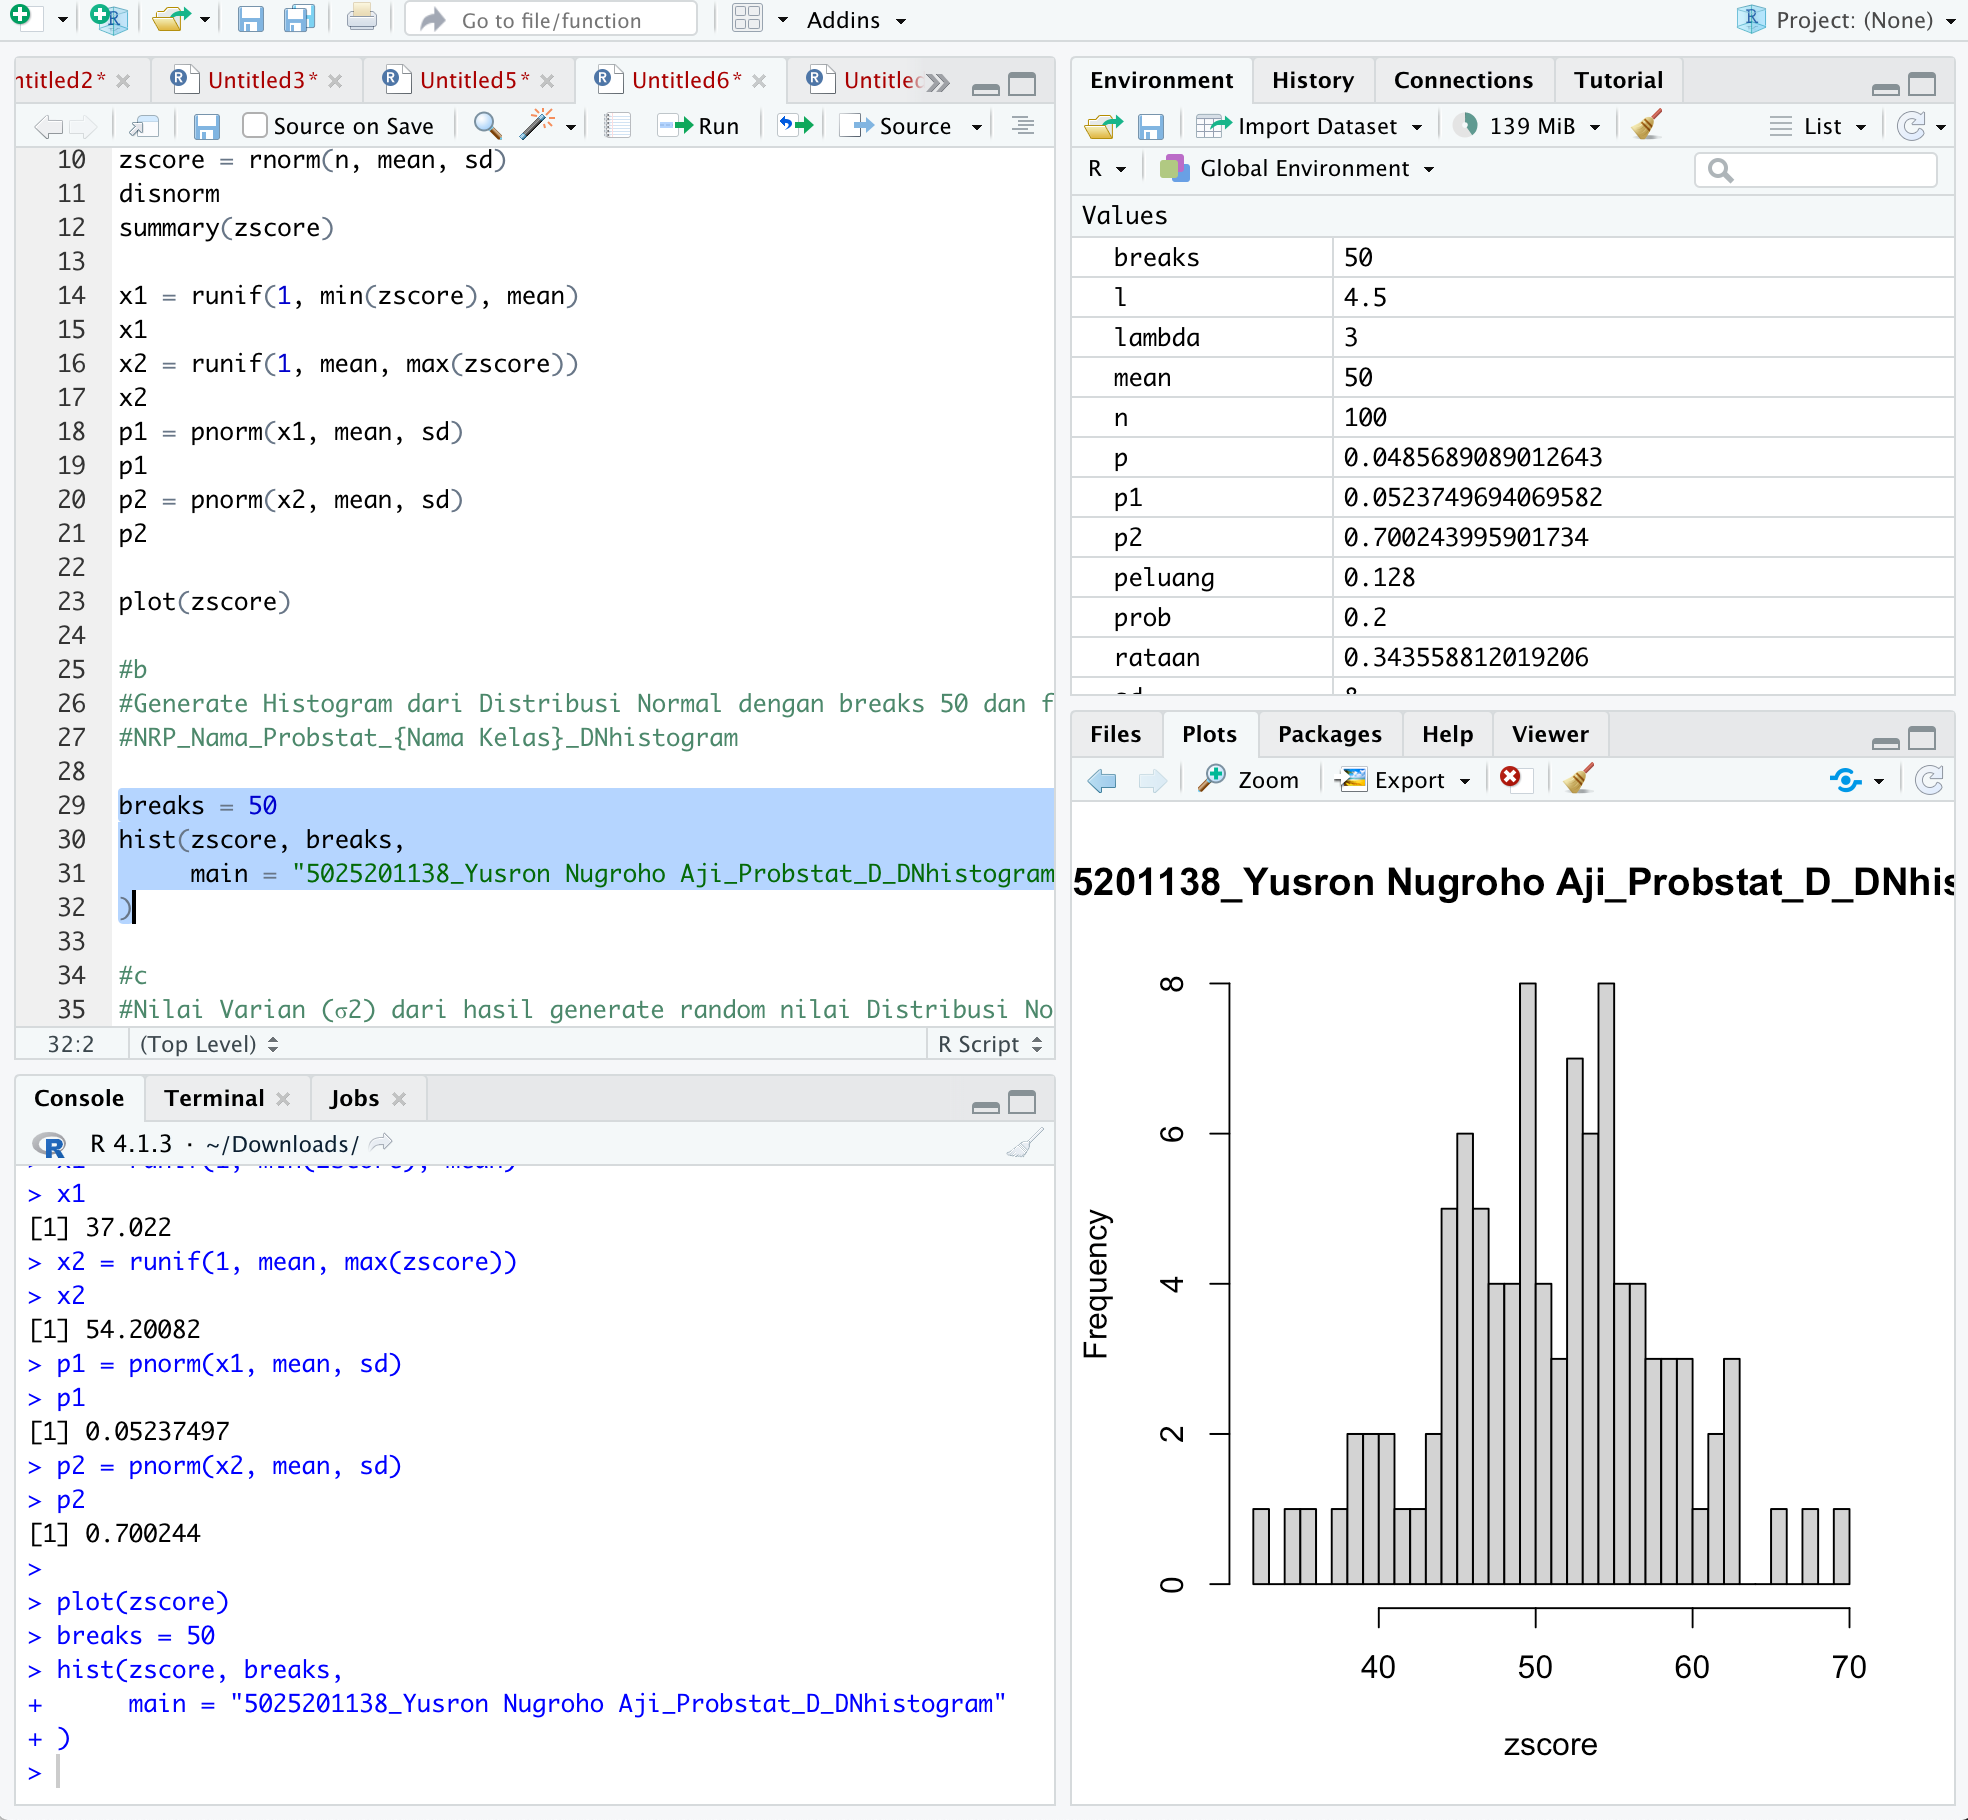 Go to file/function
Addins
Project: (None)
ntitled2*
Untitled3*
Untitled5*
Untitled6*
Source on Save
Run
Source
10 zscore = rnorm(n, mean, sd)
11 disnorm
12 summary(zscore)
13
14 x1 = runif(1, min(zscore), mean)
15 x1
16 x2 = runif(1, mean, max(zscore))
17 x2
18 p1 = pnorm(x1, mean, sd)
19 p1
20 p2 = pnorm(x2, mean, sd)
21 p2
22
23 plot(zscore)
24
25 #b
26 #Generate Histogram dari Distribusi Normal dengan breaks 50 dan f
27 #NRP_Nama_Probstat_{Nama Kelas}_DNhistogram
28
29 breaks = 50
30 hist(zscore, breaks,
31 main = "5025201138_Yusron Nugroho Aji_Probstat_D_DNhistogram
32 )
33
34 #c
35 #Nilai Varian (σ2) dari hasil generate random nilai Distribusi No
32:2 (Top Level) R Script
Console Terminal Jobs
R 4.1.3 · ~/Downloads/
> x1 = runif(1, min(zscore), mean)
> x1
[1] 37.022
> x2 = runif(1, mean, max(zscore))
> x2
[1] 54.20082
> p1 = pnorm(x1, mean, sd)
> p1
[1] 0.05237497
> p2 = pnorm(x2, mean, sd)
> p2
[1] 0.700244
>
> plot(zscore)
> breaks = 50
> hist(zscore, breaks,
+ main = "5025201138_Yusron Nugroho Aji_Probstat_D_DNhistogram"
+ )
>
Environment History Connections Tutorial
Import Dataset 139 MiB List
R Global Environment
Values
breaks 50
l 4.5
lambda 3
mean 50
n 100
p 0.0485689089012643
p1 0.0523749694069582
p2 0.700243995901734
peluang 0.128
prob 0.2
rataan 0.343558812019206
sd 8
Files Plots Packages Help Viewer
Zoom Export
5201138_Yusron Nugroho Aji_Probstat_D_DNhis
Frequency
8
6
4
2
0
40 50 60 70
zscore